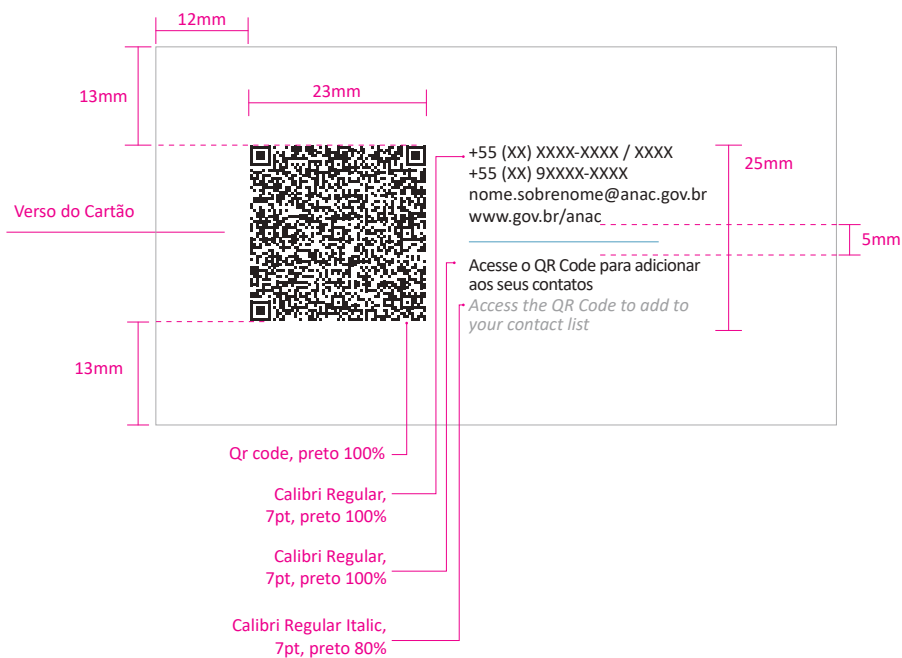 12mm
13mm
23mm
+55 (XX) XXXX-XXXX / XXXX
+55 (XX) 9XXXX-XXXX
nome.sobrenome@anac.gov.br
www.gov.br/anac
25mm
Verso do Cartão
5mm
Acesse o QR Code para adicionar
aos seus contatos
Access the QR Code to add to
your contact list
13mm
Qr code, preto 100%
Calibri Regular,
7pt, preto 100%
Calibri Regular,
7pt, preto 100%
Calibri Regular Italic,
7pt, preto 80%